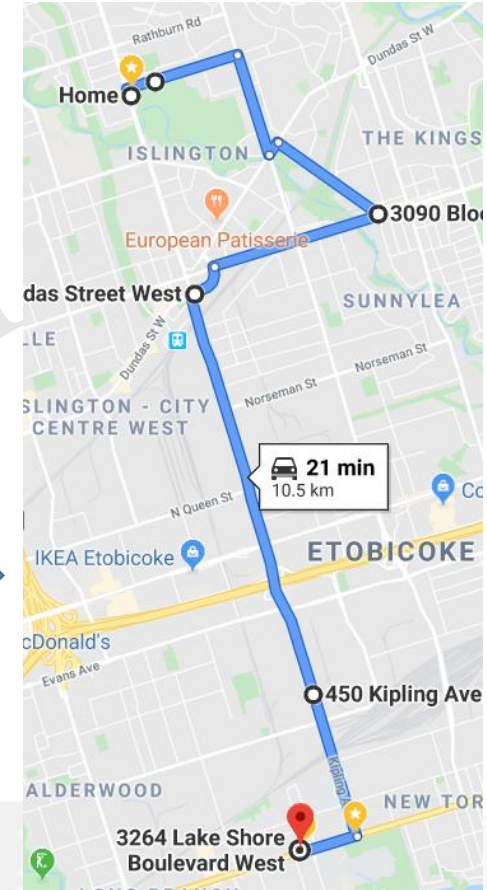 Rathburn Rd
Dundas St W
Home
ISLINGTON
THE KINGS
3090 Bloo
European Patisserie
das Street West
SUNNYLEA
LLE
Dundas St W
Norseman St
SLINGTON - CITY
CENTRE WEST
Norseman St
21 min
10.5 km
N Queen St
Co
IKEA Etobicoke
ETOBICOKE
cDonald's
Evans Ave
450 Kipling Ave
Kipling A
ALDERWOOD
NEW TOR
3264 Lake Shore
Boulevard West
LONG BRANCH